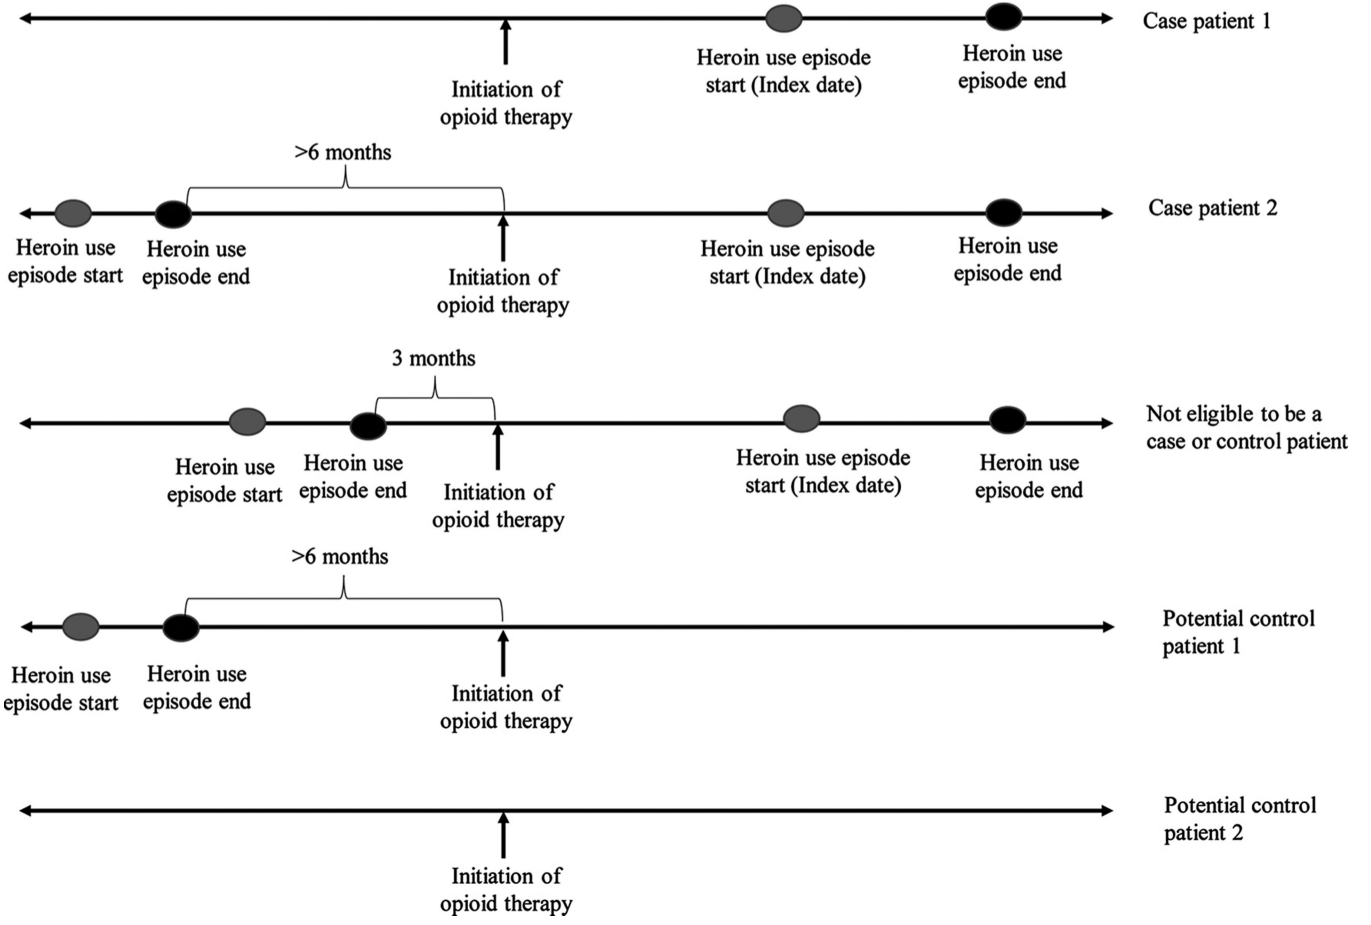 Case patient 1
Heroin use episode
start (Index date)
Heroin use
episode end
Initiation of
opioid therapy
>6 months
Case patient 2
Heroin use
episode start
Heroin use
episode end
Initiation of
opioid therapy
Heroin use episode
start (Index date)
Heroin use
episode end
3 months
Not eligible to be a
case or control patient
Heroin use
episode start
Heroin use
episode end
Initiation of
opioid therapy
Heroin use episode
start (Index date)
Heroin use
episode end
>6 months
Potential control
patient 1
Heroin use
episode start
Heroin use
episode end
Initiation of
opioid therapy
Potential control
patient 2
Initiation of
opioid therapy